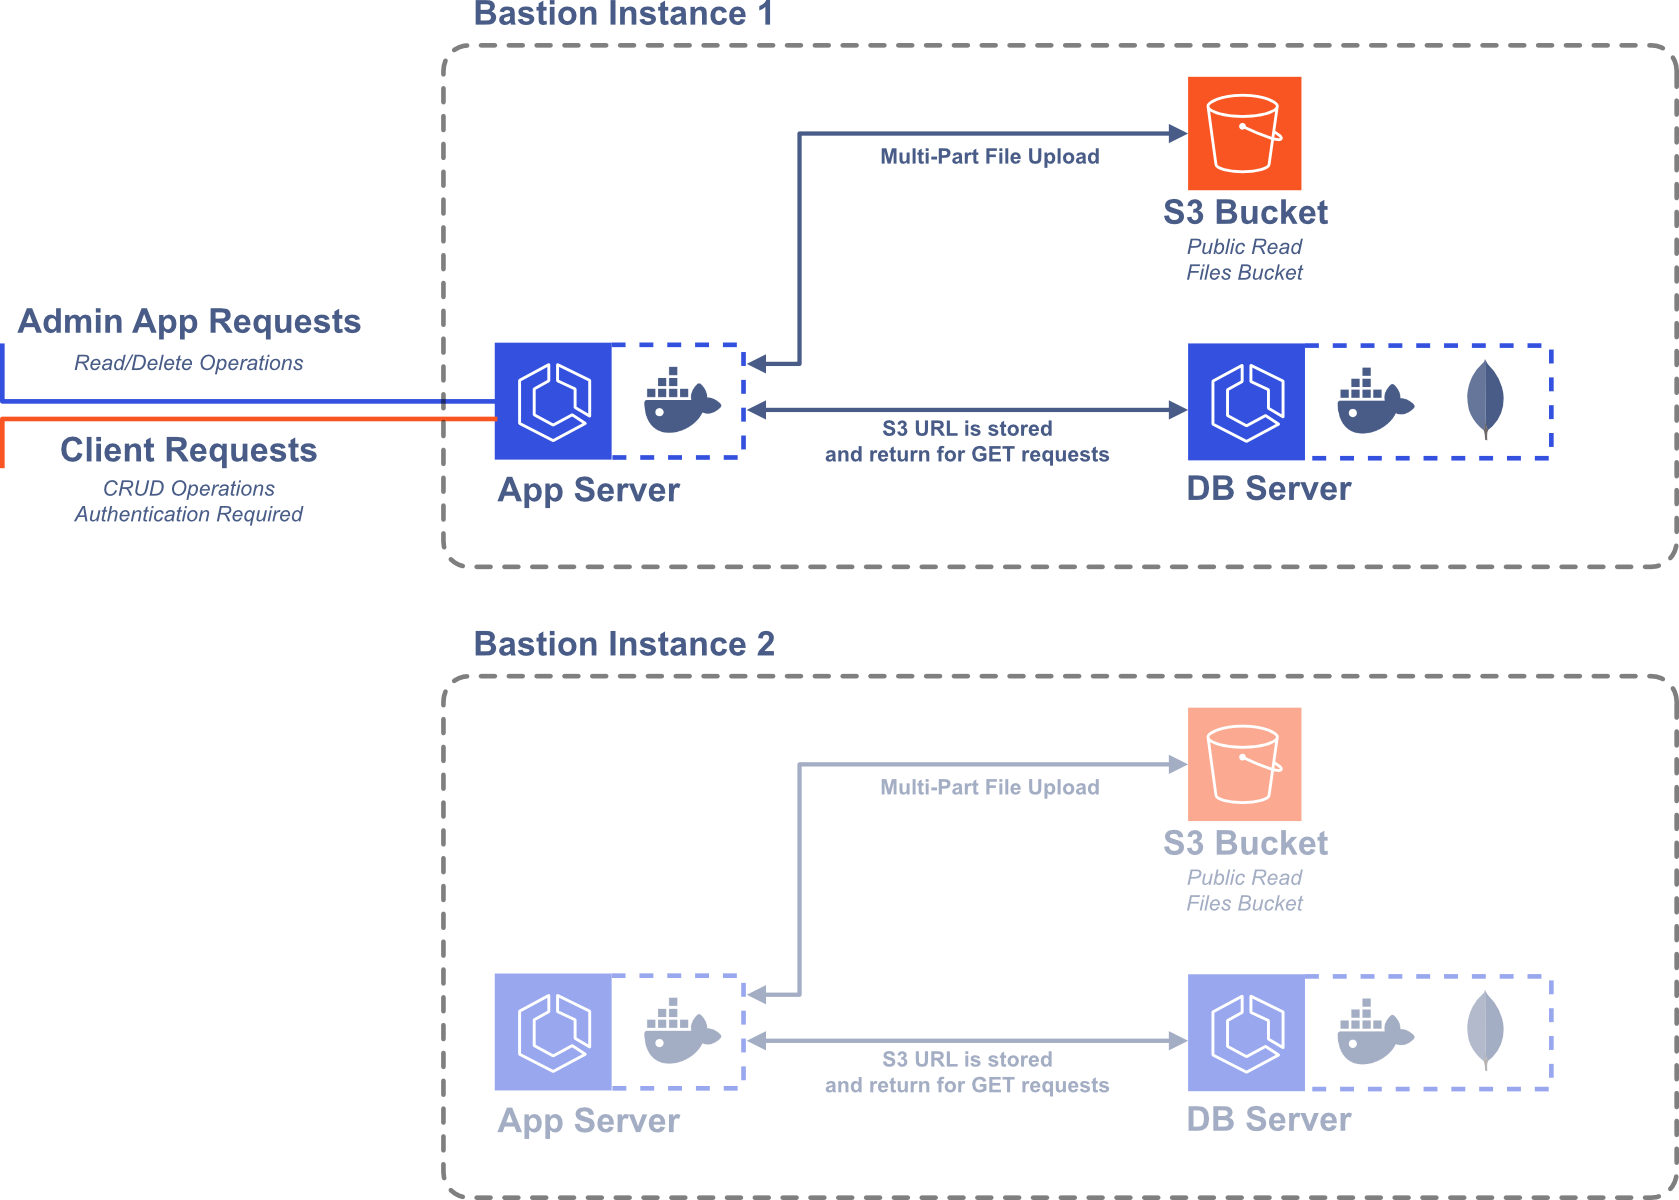 Bastion Instance 1
Multi-Part File Upload
S3 Bucket
Public Read
Files Bucket
Admin App Requests
Read/Delete Operations
Client Requests
CRUD Operations
Authentication Required
App Server
S3 URL is stored
and return for GET requests
DB Server
Bastion Instance 2
Multi-Part File Upload
S3 Bucket
Public Read
Files Bucket
App Server
S3 URL is stored
and return for GET requests
DB Server